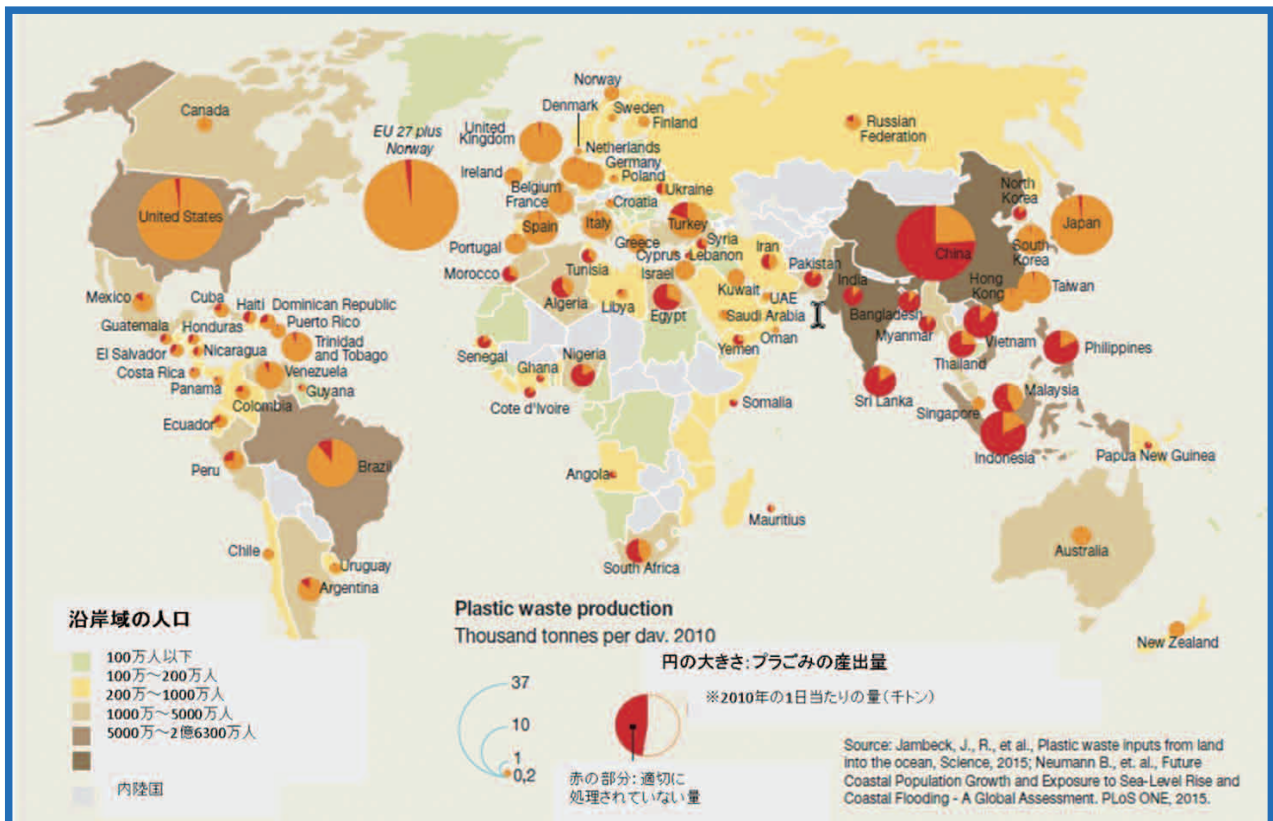 Norway
Denmark
Sweden
Finland
Canada
EU 27 plus
Norway
United
Kingdom
Netherlands
Germany
Poland
Russian
Federation
Ireland
Belgium
France
Ukraine
Croatia
North
Korea
United States
Spain
Italy
Turkey
Japan
Portugal
Greece
Syria
Cyprus
Lebanon
Iran
China
South
Korea
Morocco
Tunisia
Israel
Pakistan
India
Hong
Kong
Mexico
Cuba
Haiti
Dominican Republic
Algeria
Libya
Egypt
Kuwait
UAE
Saudi Arabia
Bangladesh
Taiwan
Guatemala
Honduras
Puerto Rico
Myanmar
Vietnam
Philippines
El Salvador
Nicaragua
Trinidad
and Tobago
Senegal
Nigeria
Yemen
Oman
Thailand
Costa Rica
Venezuela
Ghana
Panama
Guyana
Malaysia
Colombia
Cote d'Ivoire
Somalia
Sri Lanka
Singapore
Ecuador
Indonesia
Papua New Guinea
Peru
Brazil
Angola
Mauritius
Chile
Uruguay
Argentina
South Africa
Australia
New Zealand
沿岸域の人口
100万人以下
100万～200万人
200万～1000万人
1000万～5000万人
5000万～2億6300万人
内陸国
Plastic waste production
Thousand tonnes per day. 2010
円の大きさ：プラごみの産出量
※2010年の1日当たりの量（千トン）
37
10
1
0,2
赤の部分：適切に
処理されていない量
Source: Jambeck, J., R., et al., Plastic waste inputs from land
into the ocean, Science, 2015; Neumann B., et. al., Future
Coastal Population Growth and Exposure to Sea-Level Rise and
Coastal Flooding - A Global Assessment. PLoS ONE, 2015.